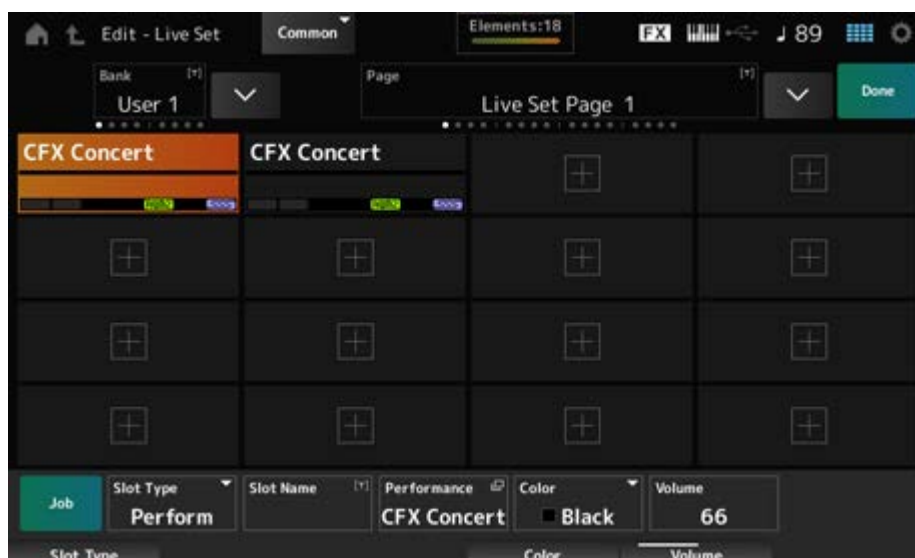 Edit - Live Set
Common
Elements:18
FX
89
Bank
User 1
Page
Live Set Page 1
Done
CFX Concert
CFX Concert
Job
Slot Type
Perform
Slot Name
Performance
CFX Concert
Color
Black
Volume
66
Slot Type
Color
Volume